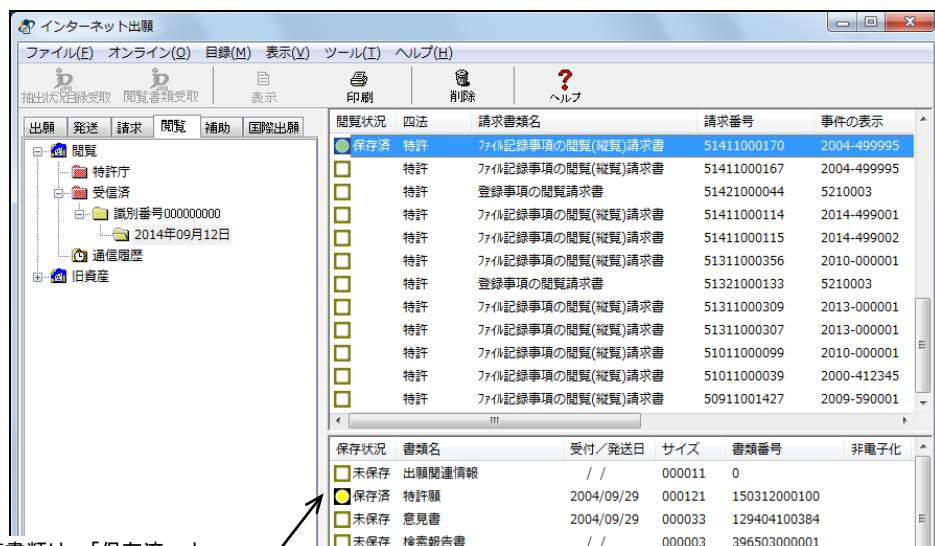 インターネット出願
ファイル(F) オンライン(O) 目録(M) 表示(V) ツール(T) ヘルプ(H)
抽出状況目録受取 閲覧書類受取 表示 印刷 削除 ヘルプ
出願 発送 請求 閲覧 補助 国際出願
閲覧
特許庁
受信済
識別番号000000000
2014年09月12日
通信履歴
旧資産
閲覧状況 四法 請求書類名 請求番号 事件の表示
保存済 特許 ファイル記録事項の閲覧(縦覧)請求書 51411000170 2004-499995
特許 ファイル記録事項の閲覧(縦覧)請求書 51411000167 2004-499995
特許 登録事項の閲覧請求書 51421000044 5210003
特許 ファイル記録事項の閲覧(縦覧)請求書 51411000114 2014-499001
特許 ファイル記録事項の閲覧(縦覧)請求書 51411000115 2014-499002
特許 ファイル記録事項の閲覧(縦覧)請求書 51311000356 2010-000001
特許 登録事項の閲覧請求書 51321000133 5210003
特許 ファイル記録事項の閲覧(縦覧)請求書 51311000309 2013-000001
特許 ファイル記録事項の閲覧(縦覧)請求書 51311000307 2013-000001
特許 ファイル記録事項の閲覧(縦覧)請求書 51011000099 2010-000001
特許 ファイル記録事項の閲覧(縦覧)請求書 51011000039 2000-412345
特許 ファイル記録事項の閲覧(縦覧)請求書 50911001427 2009-590001
保存状況 書類名 受付/発送日 サイズ 書類番号 非電子化
未保存 出願関連情報 / / 000011 0
保存済 特許願 2004/09/29 000121 150312000100
未保存 意見書 2004/09/29 000033 129404100384
未保存 検索報告書 / / 000003 396503000001